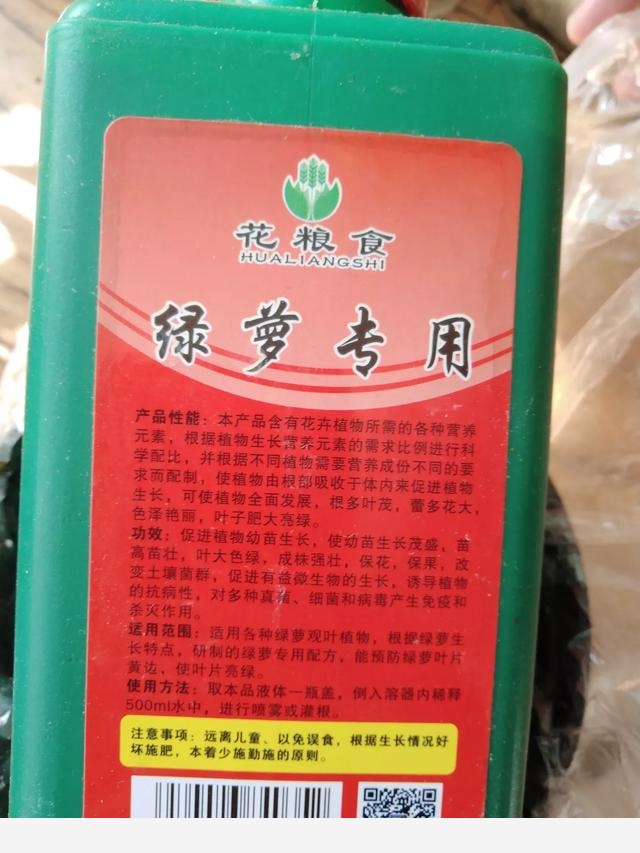 花粮食
HUALIANGSHI
绿萝专用
产品性能：本产品含有花卉植物所需的各种营养
元素，根据植物生长营养元素的需求比例进行科
学配比，并根据不同植物需要营养成份不同的要
求而配制，使植物由根部吸收于体内来促进植物
生长，可使植物全面发展，根多叶茂，蕾多花大，
色泽艳丽，叶子肥大亮绿。
功效：促进植物幼苗生长，使幼苗生长茂盛，苗
高苗壮，叶大色绿，成株强壮，保花，保果，改
变土壤菌群，促进有益微生物的生长，诱导植物
的抗病性，对多种真菌、细菌和病毒产生免疫和
杀灭作用。
适用范围：适用各种绿萝观叶植物，根据绿萝生
长特点，研制的绿萝专用配方，能预防绿萝叶片
黄边，使叶片亮绿。
使用方法：取本品液体一瓶盖，倒入溶器内稀释
500ml水中，进行喷雾或灌根。
注意事项：远离儿童、以免误食，根据生长情况好
坏施肥，本着少施勤施的原则。